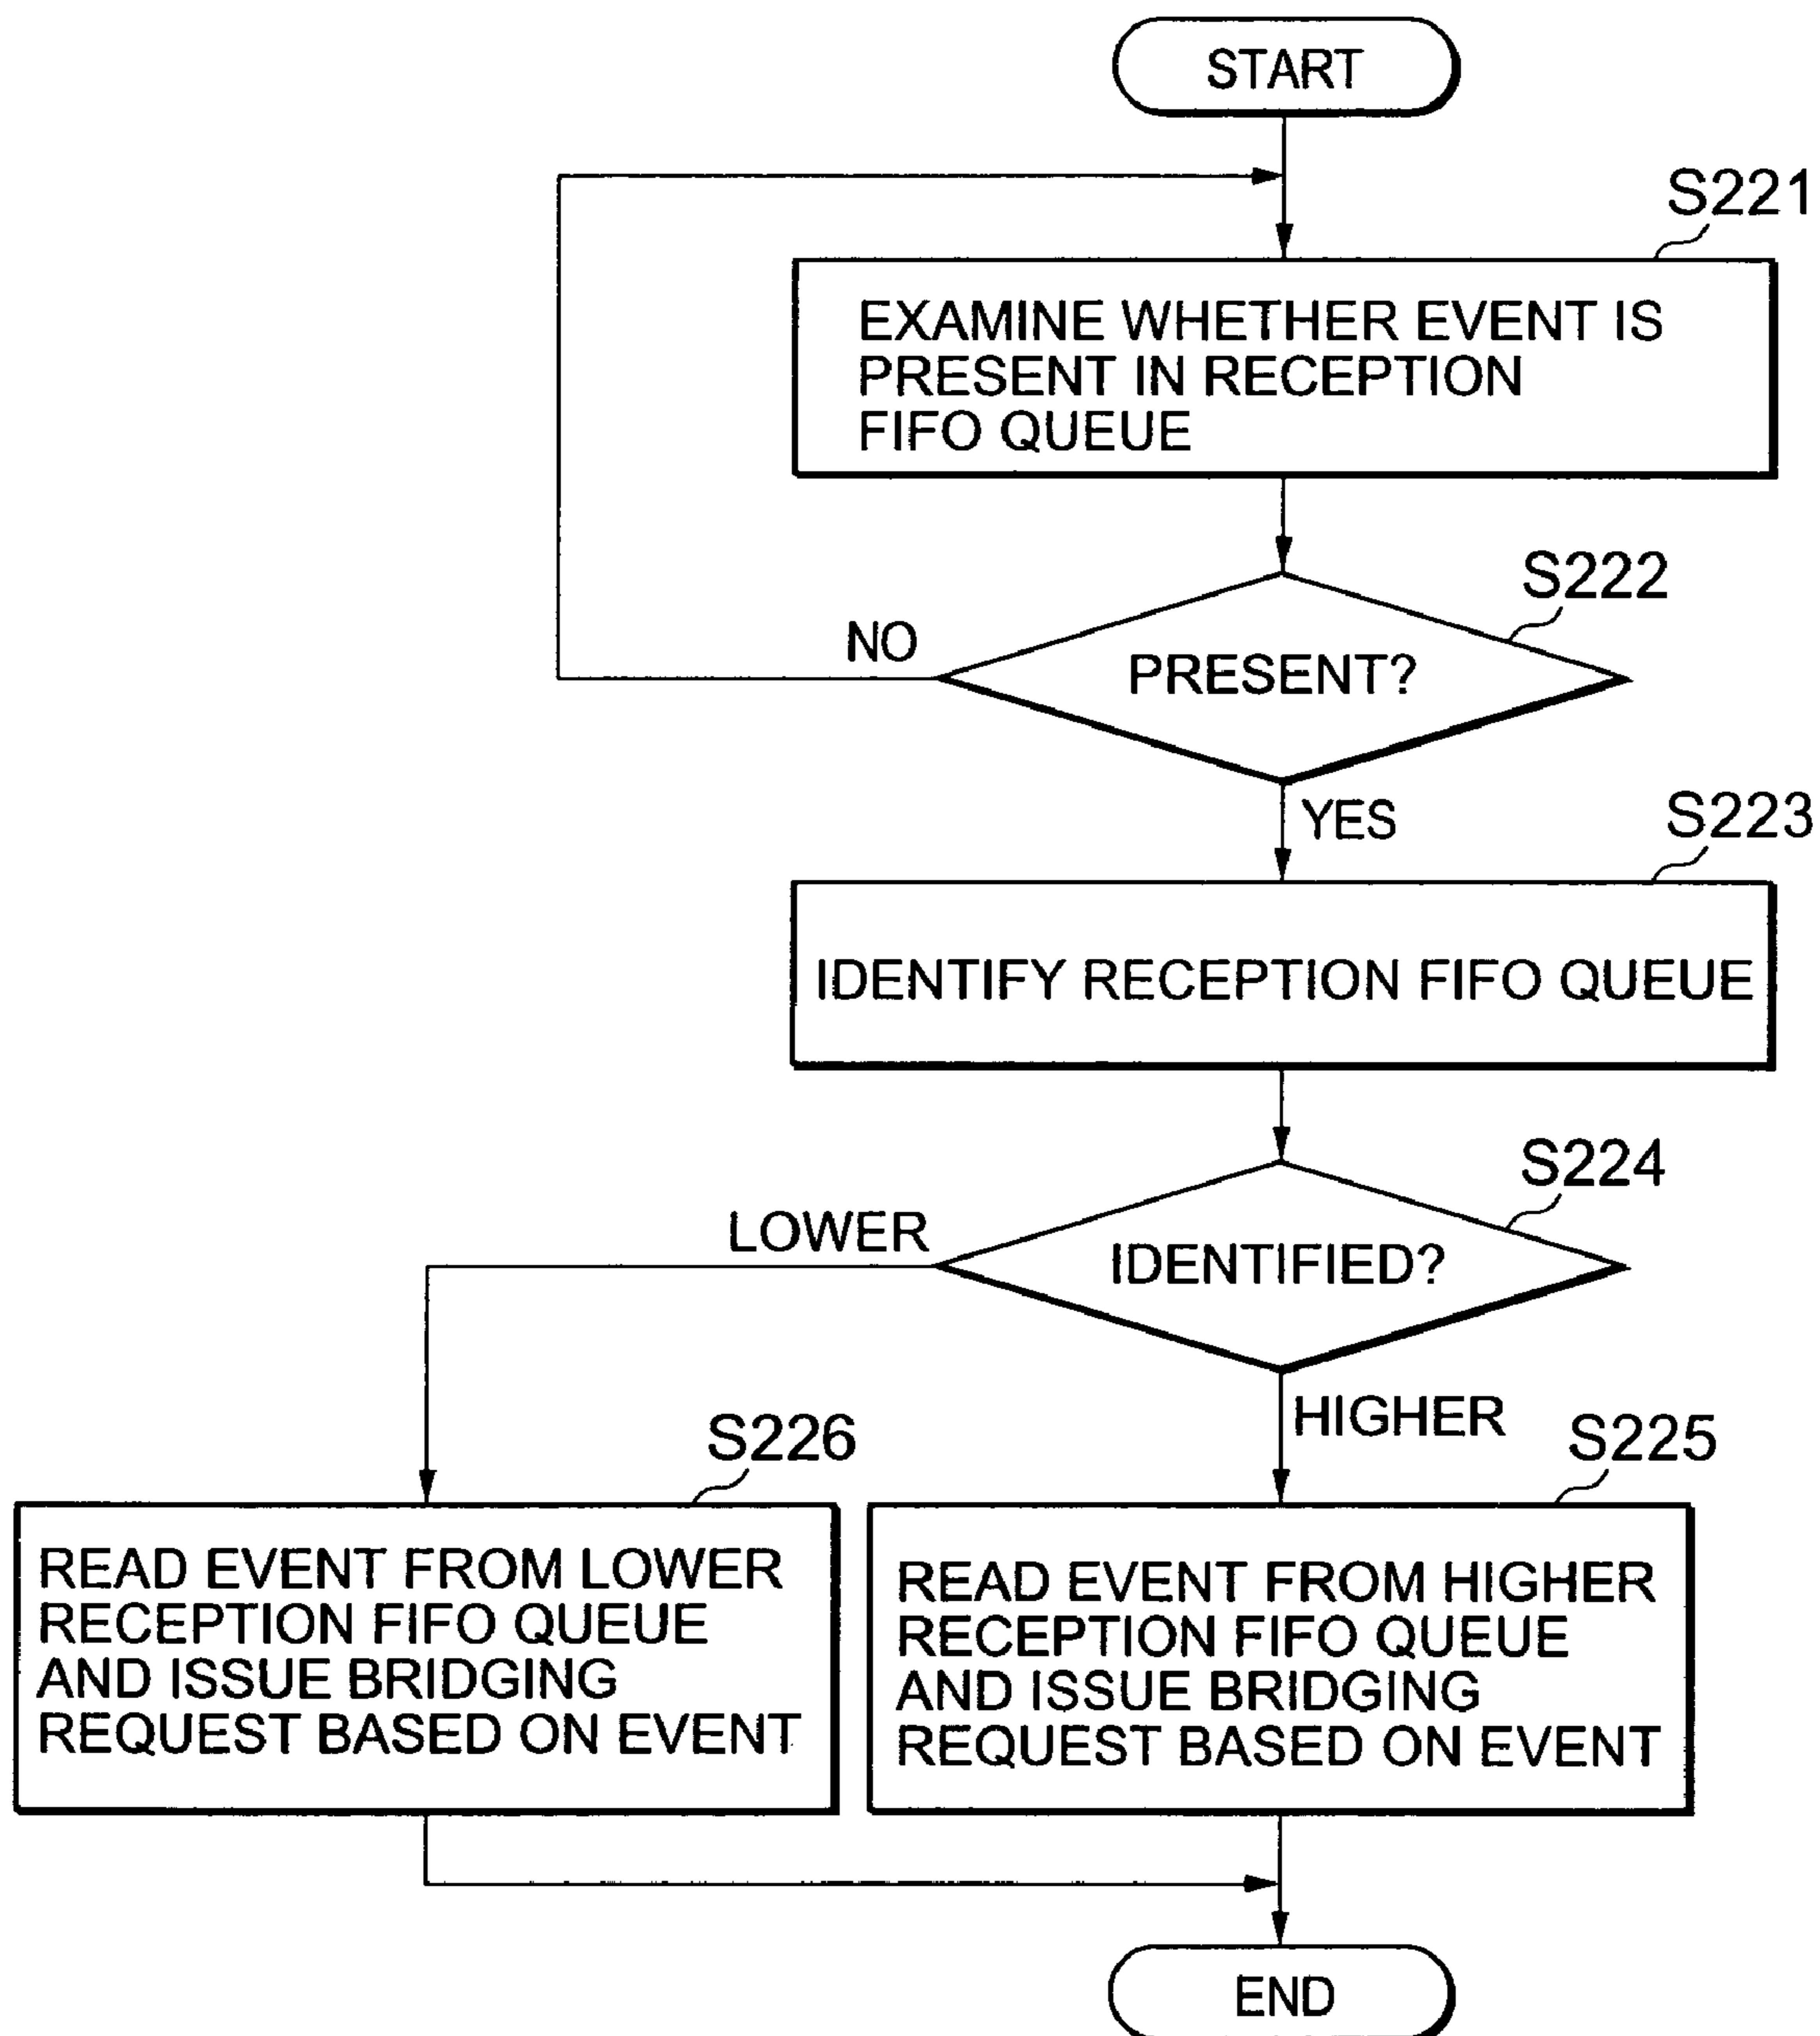 START
S221
EXAMINE WHETHER EVENT IS
PRESENT IN RECEPTION
FIFO QUEUE
S222
NO
PRESENT?
YES
S223
IDENTIFY RECEPTION FIFO QUEUE
S224
LOWER
IDENTIFIED?
HIGHER
S226
S225
READ EVENT FROM LOWER
RECEPTION FIFO QUEUE
AND ISSUE BRIDGING
REQUEST BASED ON EVENT
READ EVENT FROM HIGHER
RECEPTION FIFO QUEUE
AND ISSUE BRIDGING
REQUEST BASED ON EVENT
END